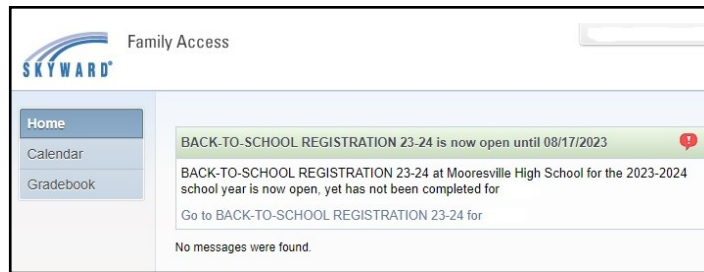 Family Access
SKYWARD®
Home
Calendar
Gradebook
BACK-TO-SCHOOL REGISTRATION 23-24 is now open until 08/17/2023
BACK-TO-SCHOOL REGISTRATION 23-24 at Mooresville High School for the 2023-2024
school year is now open, yet has not been completed for
Go to BACK-TO-SCHOOL REGISTRATION 23-24 for
No messages were found.